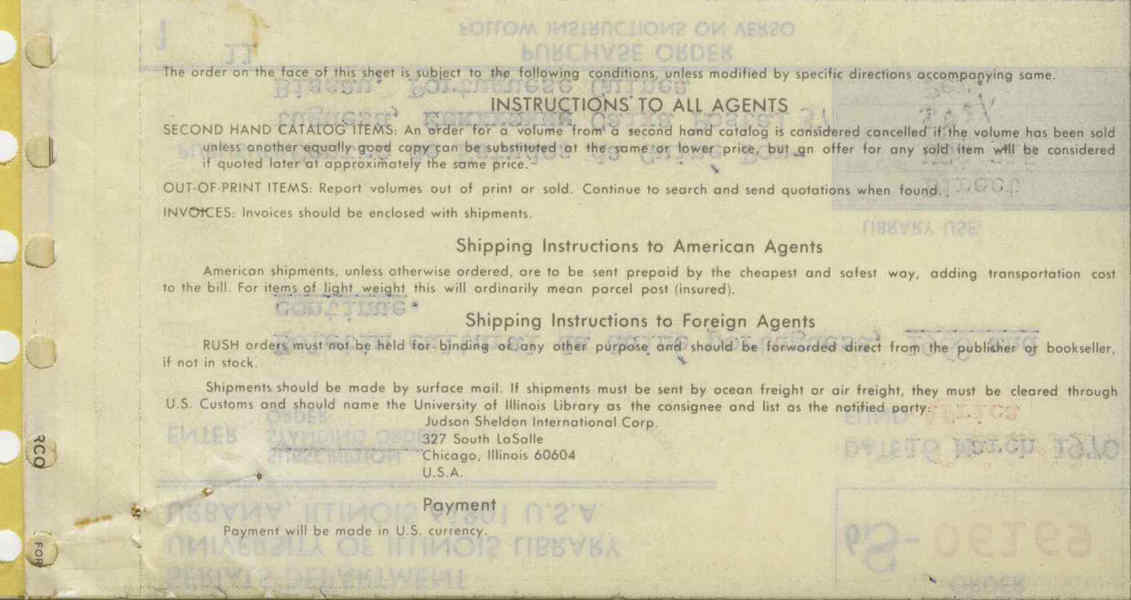 The order on the face of this sheet is subject to the following conditions, unless modified by specific directions accompanying same.
INSTRUCTIONS TO ALL AGENTS
SECOND HAND CATALOG ITEMS: An order for a volume from a second hand catalog is considered cancelled if the volume has been sold
unless another equally good copy can be substituted at the same or lower price, but an offer for any sold item will be considered
if quoted later at approximately the same price.
OUT-OF-PRINT ITEMS: Report volumes out of print or sold. Continue to search and send quotations when found.
INVOICES: Invoices should be enclosed with shipments.
Shipping Instructions to American Agents
American shipments, unless otherwise ordered, are to be sent prepaid by the cheapest and safest way, adding transportation cost
to the bill. For items of light weight this will ordinarily mean parcel post (insured).
Shipping Instructions to Foreign Agents
RUSH orders must not be held for binding or any other purpose and should be forwarded direct from the publisher or bookseller,
if not in stock.
Shipments should be made by surface mail. If shipments must be sent by ocean freight or air freight, they must be cleared through
U.S. Customs and should name the University of Illinois Library as the consignee and list as the notified party:
Judson Sheldon International Corp.
327 South LaSalle
Chicago, Illinois 60604
U.S.A.
Payment
Payment will be made in U.S. currency.
RCO
FOR